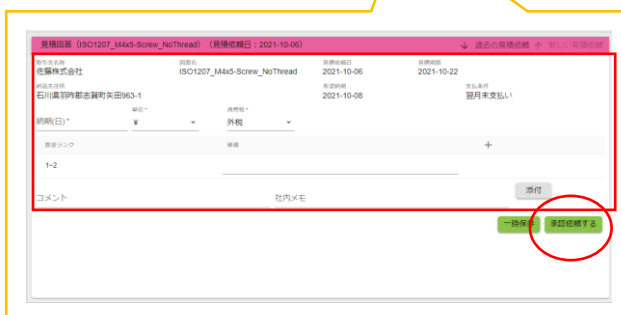 見積回答（ISO1207_M4x5-Screw_NoThread）（見積依頼日：2021-10-06） ↓ 過去の見積依頼 ↑ 新しい見積依頼
取引先名称 図面名 見積依頼日 見積期限
佐藤株式会社 ISO1207_M4x5-Screw_NoThread 2021-10-06 2021-10-22
納品先住所 希望納期 支払条件
石川県羽咋郡志賀町矢田963-1 2021-10-08 翌月末支払い
単位* 消費税*
納期(日)* ¥ 外税
数量ランク 単価 +
1~2
コメント 社内メモ 添付
一時保存 承認依頼する